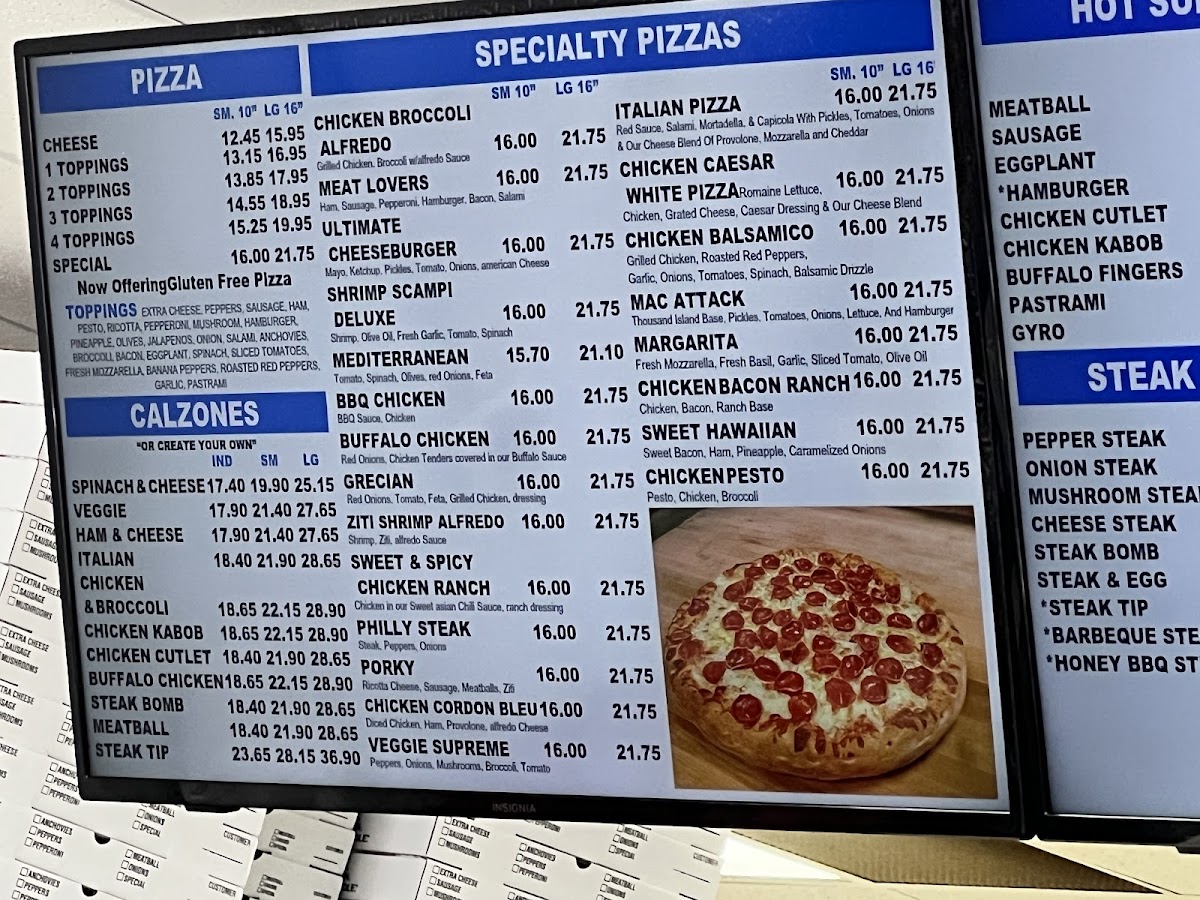 PIZZA
SM. 10" LG 16"
CHEESE 12.45 15.95
1 TOPPINGS 13.15 16.95
2 TOPPINGS 13.85 17.95
3 TOPPINGS 14.55 18.95
4 TOPPINGS 15.25 19.95
SPECIAL 16.00 21.75
Now OfferingGluten Free Pizza
TOPPINGS EXTRA CHEESE, PEPPERS, SAUSAGE, HAM,
PESTO, RICOTTA, PEPPERONI, MUSHROOM, HAMBURGER,
PINEAPPLE, OLIVES, JALAPENOS, ONION, SALAMI, ANCHOVIES,
BROCCOLI, BACON, EGGPLANT, SPINACH, SLICED TOMATOES,
FRESH MOZZARELLA, BANANA PEPPERS, ROASTED RED PEPPERS,
GARLIC, PASTRAMI
CALZONES
"OR CREATE YOUR OWN"
IND SM LG
SPINACH & CHEESE 17.40 19.90 25.15
VEGGIE 17.90 21.40 27.65
HAM & CHEESE 17.90 21.40 27.65
ITALIAN 18.40 21.90 28.65
CHICKEN
& BROCCOLI 18.65 22.15 28.90
CHICKEN KABOB 18.65 22.15 28.90
CHICKEN CUTLET 18.40 21.90 28.65
BUFFALO CHICKEN 18.65 22.15 28.90
STEAK BOMB 18.40 21.90 28.65
MEATBALL 18.40 21.90 28.65
STEAK TIP 23.65 28.15 36.90
SPECIALTY PIZZAS
SM 10" LG 16"
CHICKEN BROCCOLI
ALFREDO 16.00 21.75
Grilled Chicken, Broccoli w/alfredo Sauce
MEAT LOVERS 16.00 21.75
Ham, Sausage, Pepperoni, Hamburger, Bacon, Salami
ULTIMATE
CHEESEBURGER 16.00 21.75
Mayo, Ketchup, Pickles, Tomato, Onions, american Cheese
SHRIMP SCAMPI
DELUXE 16.00 21.75
Shrimp, Olive Oil, Fresh Garlic, Tomato, Spinach
MEDITERRANEAN 15.70 21.10
Tomato, Spinach, Olives, red Onions, Feta
BBQ CHICKEN 16.00 21.75
BBQ Sauce, Chicken
BUFFALO CHICKEN 16.00 21.75
Red Onions, Chicken Tenders covered in our Buffalo Sauce
GRECIAN 16.00 21.75
Red Onions, Tomato, Feta, Grilled Chicken, dressing
ZITI SHRIMP ALFREDO 16.00 21.75
Shrimp, Ziti, alfredo Sauce
SWEET & SPICY
CHICKEN RANCH 16.00 21.75
Chicken in our Sweet asian Chili Sauce, ranch dressing
PHILLY STEAK 16.00 21.75
Steak, Peppers, Onions
PORKY 16.00 21.75
Ricotta Cheese, Sausage, Meatballs, Ziti
CHICKEN CORDON BLEU 16.00 21.75
Diced Chicken, Ham, Provolone, alfredo Cheese
VEGGIE SUPREME 16.00 21.75
Peppers, Onions, Mushrooms, Broccoli, Tomato
SM. 10" LG 16
ITALIAN PIZZA 16.00 21.75
Red Sauce, Salami, Mortadella, & Capicola With Pickles, Tomatoes, Onions
& Our Cheese Blend Of Provolone, Mozzarella and Cheddar
CHICKEN CAESAR
WHITE PIZZA Romaine Lettuce, 16.00 21.75
Chicken, Grated Cheese, Caesar Dressing & Our Cheese Blend
CHICKEN BALSAMICO 16.00 21.75
Grilled Chicken, Roasted Red Peppers,
Garlic, Onions, Tomatoes, Spinach, Balsamic Drizzle
MAC ATTACK 16.00 21.75
Thousand Island Base, Pickles, Tomatoes, Onions, Lettuce, And Hamburger
MARGARITA 16.00 21.75
Fresh Mozzarella, Fresh Basil, Garlic, Sliced Tomato, Olive Oil
CHICKEN BACON RANCH 16.00 21.75
Chicken, Bacon, Ranch Base
SWEET HAWAIIAN 16.00 21.75
Sweet Bacon, Ham, Pineapple, Caramelized Onions
CHICKEN PESTO 16.00 21.75
Pesto, Chicken, Broccoli
INSIGNIA
HOT SU
MEATBALL
SAUSAGE
EGGPLANT
*HAMBURGER
CHICKEN CUTLET
CHICKEN KABOB
BUFFALO FINGERS
PASTRAMI
GYRO
STEAK
PEPPER STEAK
ONION STEAK
MUSHROOM STEA
CHEESE STEAK
STEAK BOMB
STEAK & EGG
*STEAK TIP
*BARBEQUE STE
*HONEY BBQ ST
EXTRA CHEESE
SAUSAGE
MUSHROOMS
ANCHOVIES
PEPPERS
PEPPERONI
MEATBALL
ONIONS
SPECIAL
CUSTOMER